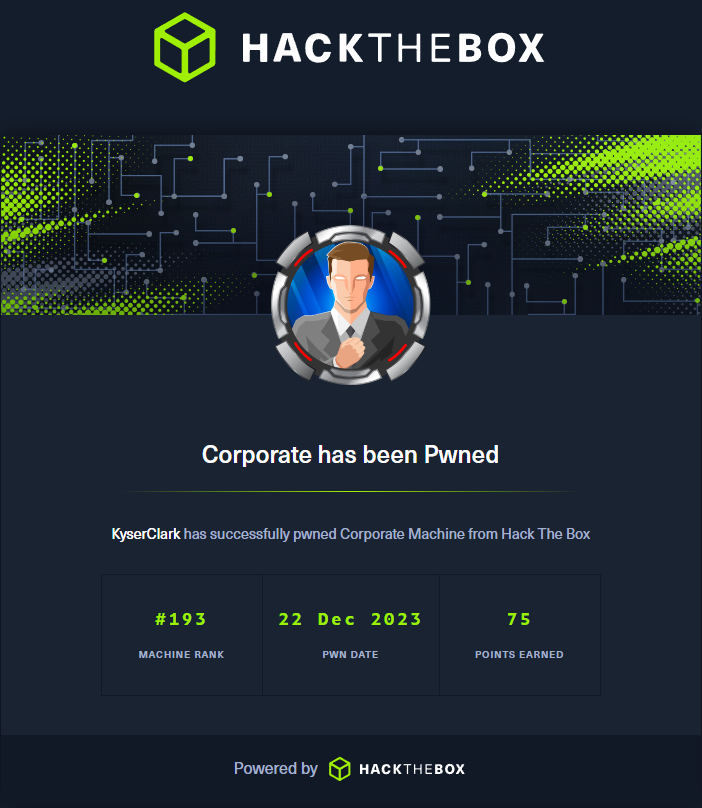 HACKTHEBOX
Corporate has been Pwned
KyserClark has successfully pwned Corporate Machine from Hack The Box
#193 22 Dec 2023 75
MACHINE RANK PWN DATE POINTS EARNED
Powered by HACKTHEBOX